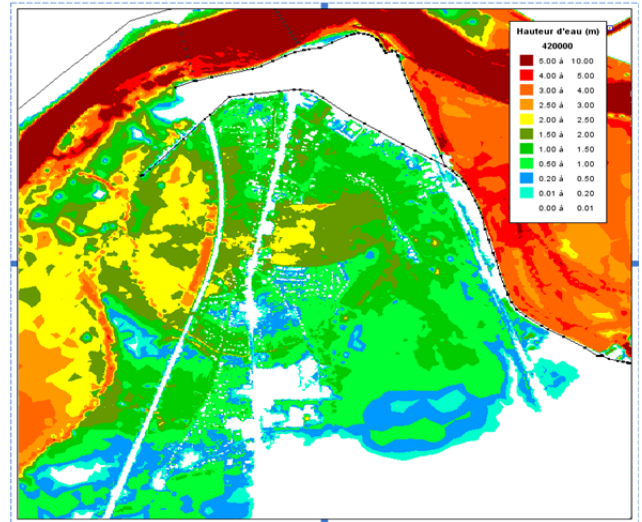 Hauteur d'eau (m)
420000
5.00 à 10.00
4.00 à 5.00
3.00 à 4.00
2.50 à 3.00
2.00 à 2.50
1.50 à 2.00
1.00 à 1.50
0.50 à 1.00
0.20 à 0.50
0.01 à 0.20
0.00 à 0.01